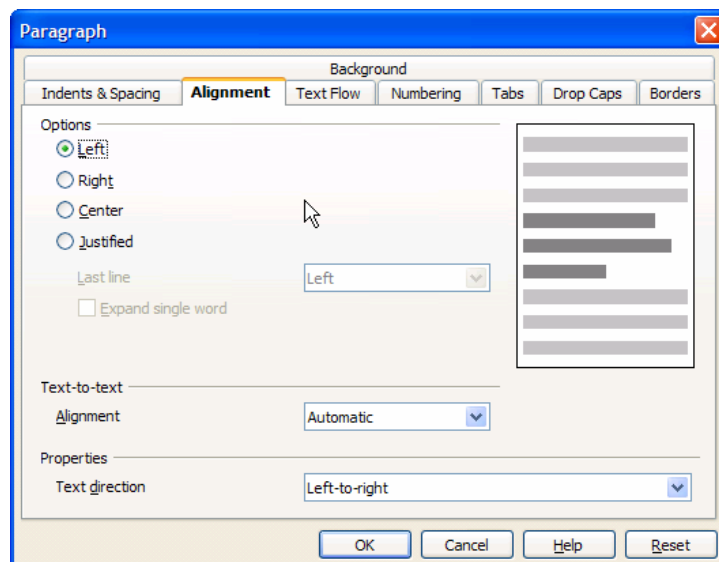 Paragraph
Background
Indents & Spacing Alignment Text Flow Numbering Tabs Drop Caps Borders
Options
Left
Right
Center
Justified
Last line Left
Expand single word
Text-to-text
Alignment Automatic
Properties
Text direction Left-to-right
OK Cancel Help Reset